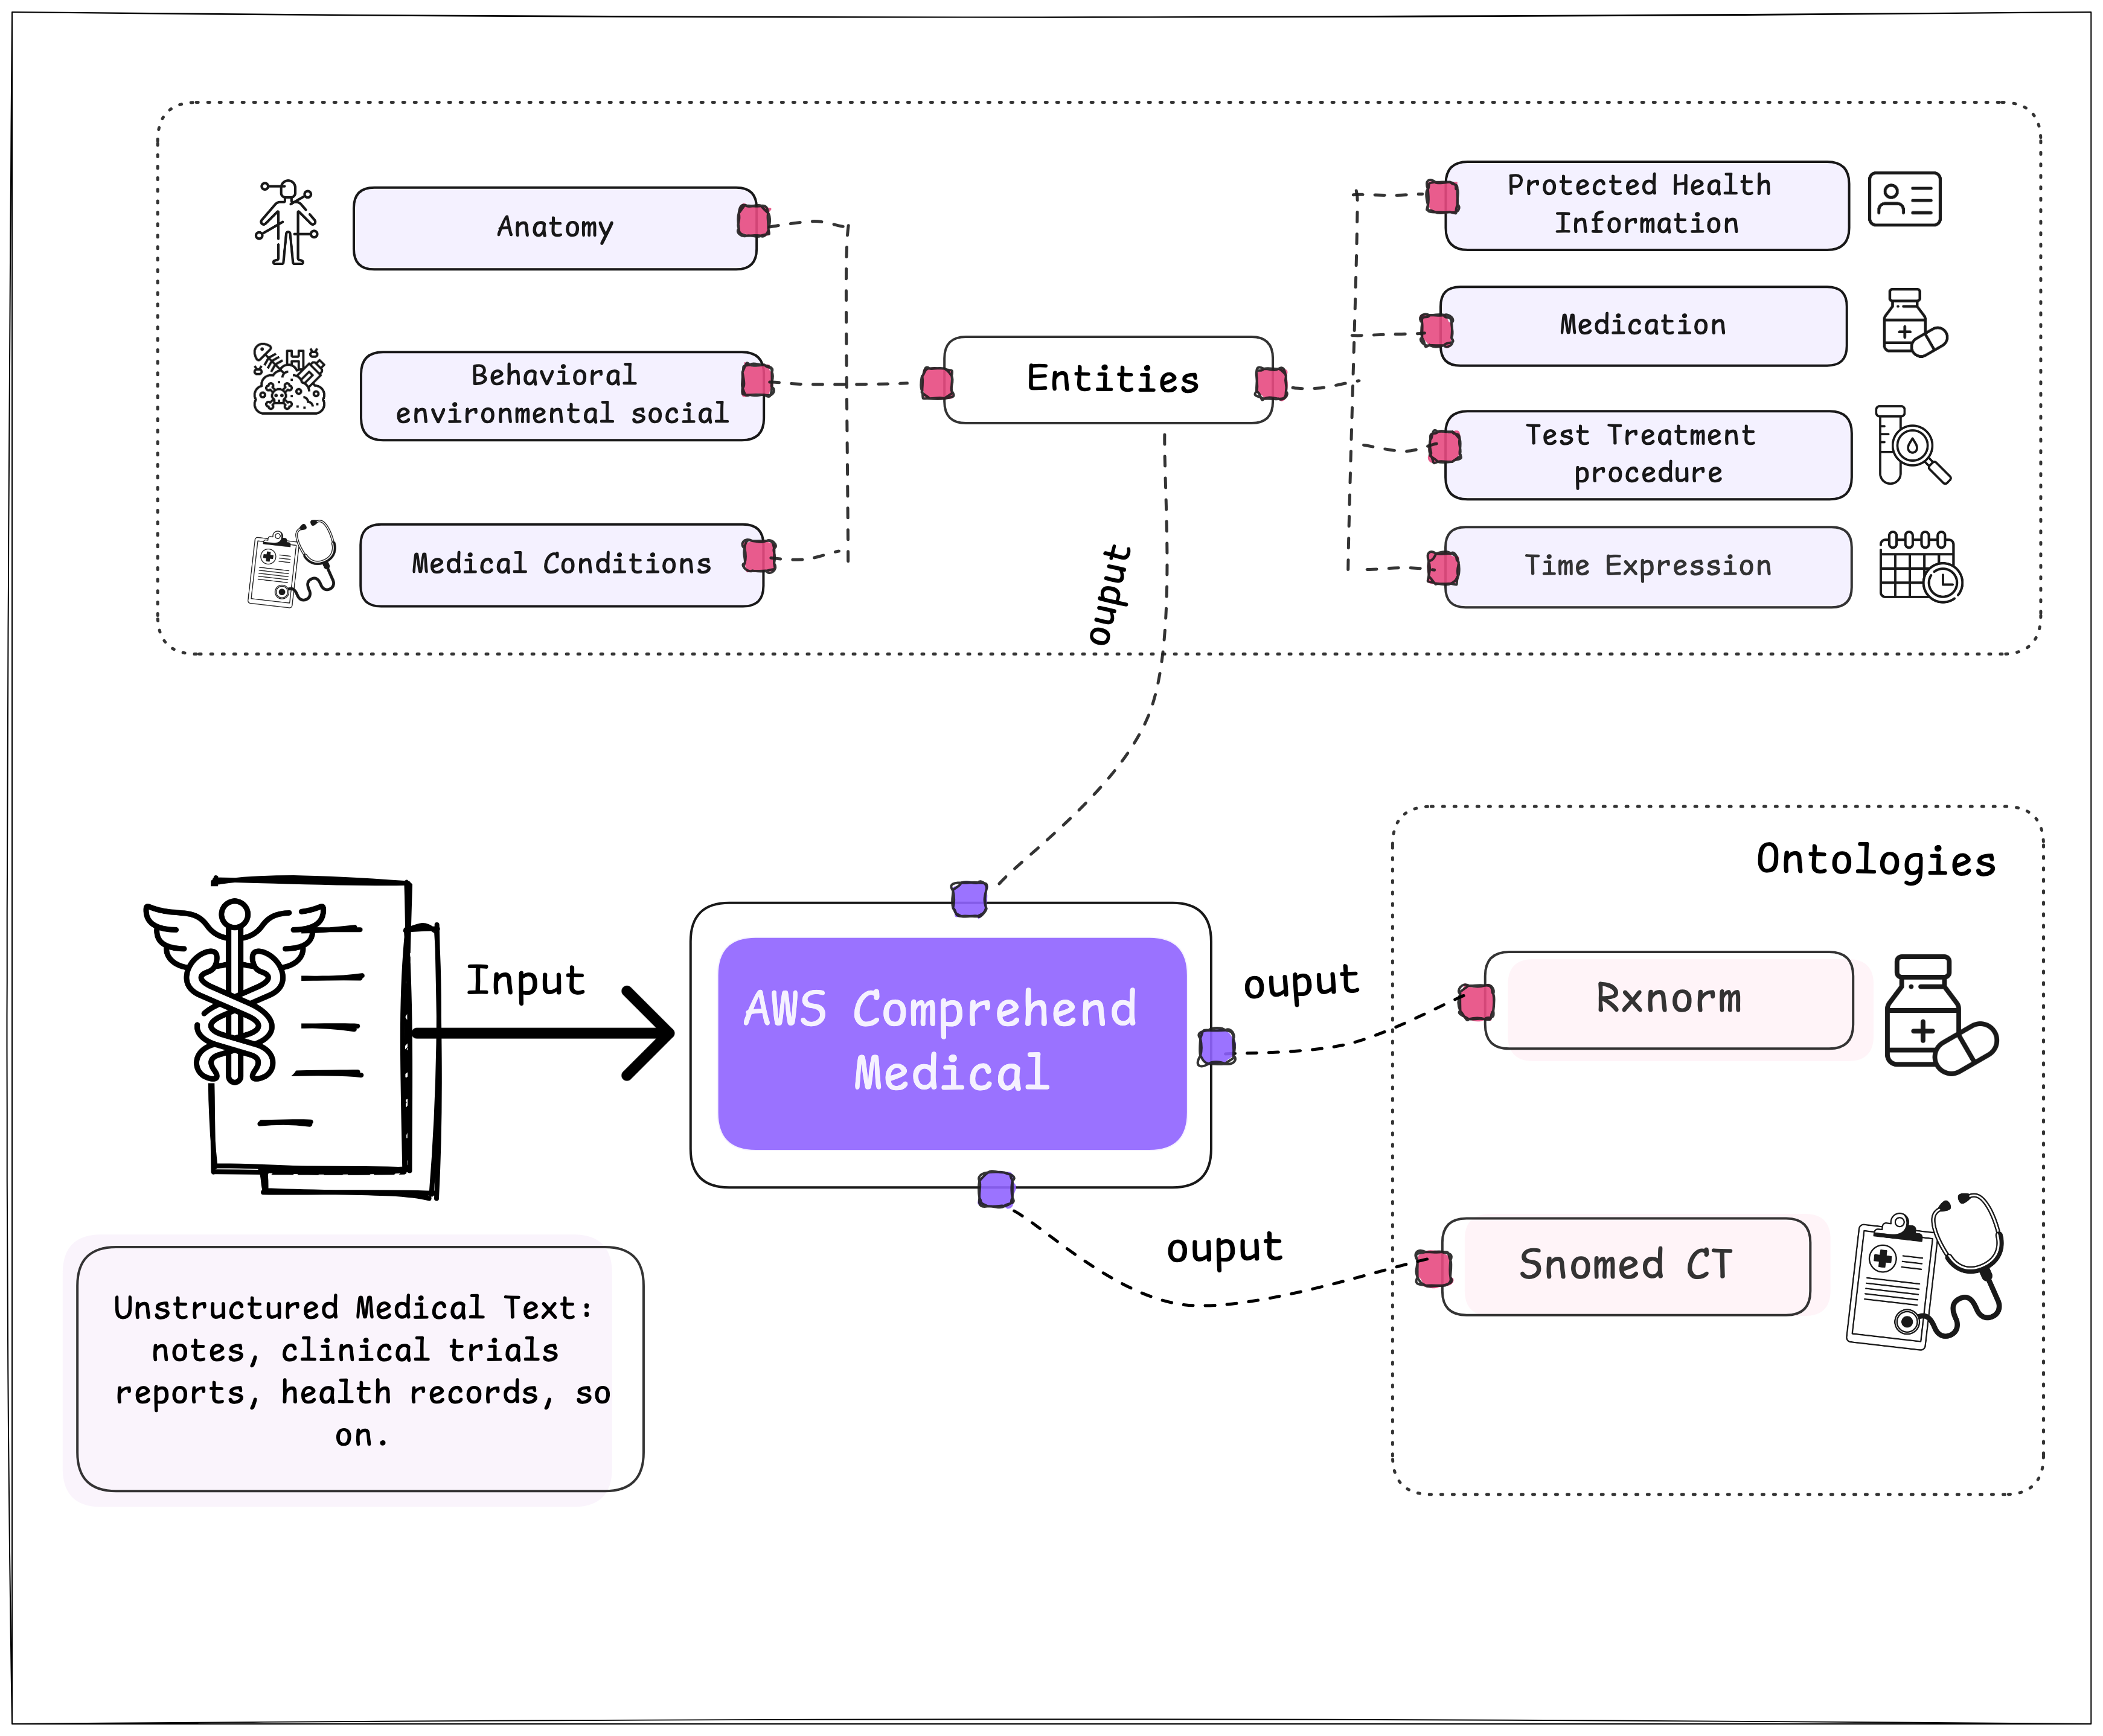 Anatomy
Behavioral
environmental social
Medical Conditions
Entities
Protected Health
Information
Medication
Test Treatment
procedure
Time Expression
ouput
Input
AWS Comprehend
Medical
ouput
ouput
Ontologies
Rxnorm
Snomed CT
Unstructured Medical Text:
notes, clinical trials
reports, health records, so
on.